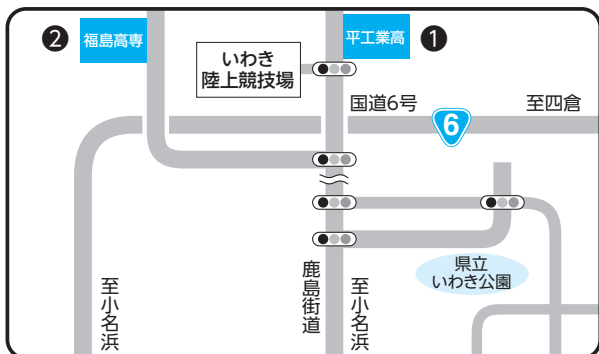 ❷
福島高専
いわき
陸上競技場
平工業高
❶
国道6号
6
至四倉
県立
いわき公園
至小名浜
鹿島街道
至小名浜